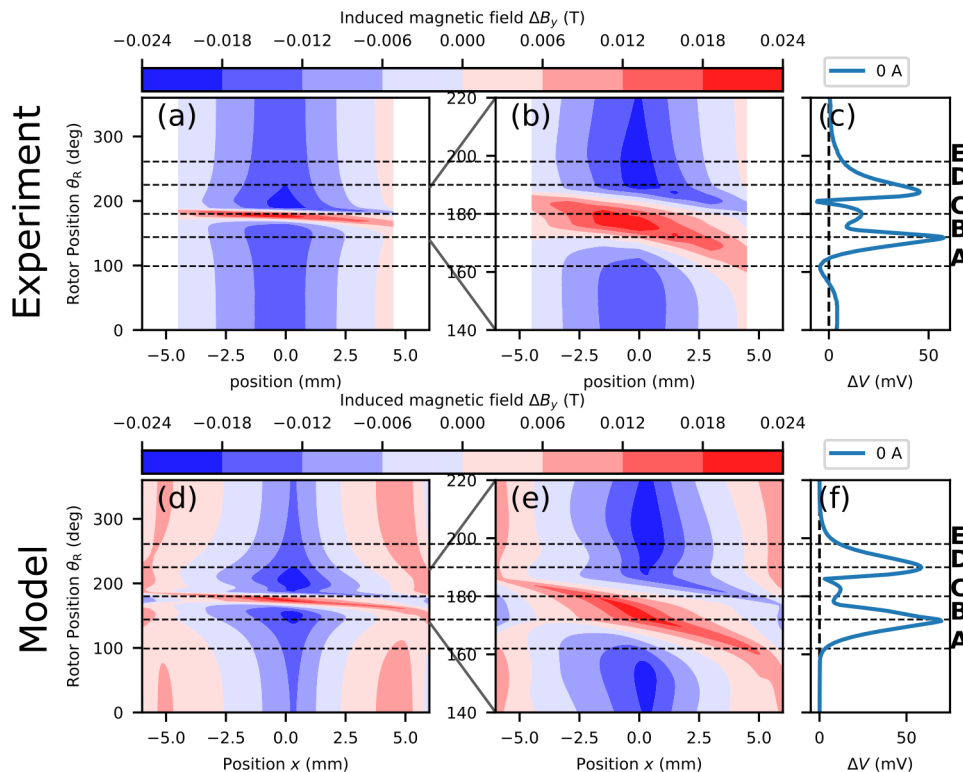 Induced magnetic field ΔB_y (T)
−0.024 −0.018 −0.012 −0.006 0.000 0.006 0.012 0.018 0.024
0 A
Experiment
(a) (b) (c)
Rotor Position θ_R (deg)
300
200
100
0
220
200
180
160
140
E
D
C
B
A
−5.0 −2.5 0.0 2.5 5.0
−5.0 −2.5 0.0 2.5 5.0
0 50
position (mm) position (mm) ΔV (mV)
Induced magnetic field ΔB_y (T)
−0.024 −0.018 −0.012 −0.006 0.000 0.006 0.012 0.018 0.024
0 A
Model
(d) (e) (f)
Rotor Position θ_R (deg)
300
200
100
0
220
200
180
160
140
E
D
C
B
A
−5.0 −2.5 0.0 2.5 5.0
−5.0 −2.5 0.0 2.5 5.0
0 50
Position x (mm) Position x (mm) ΔV (mV)